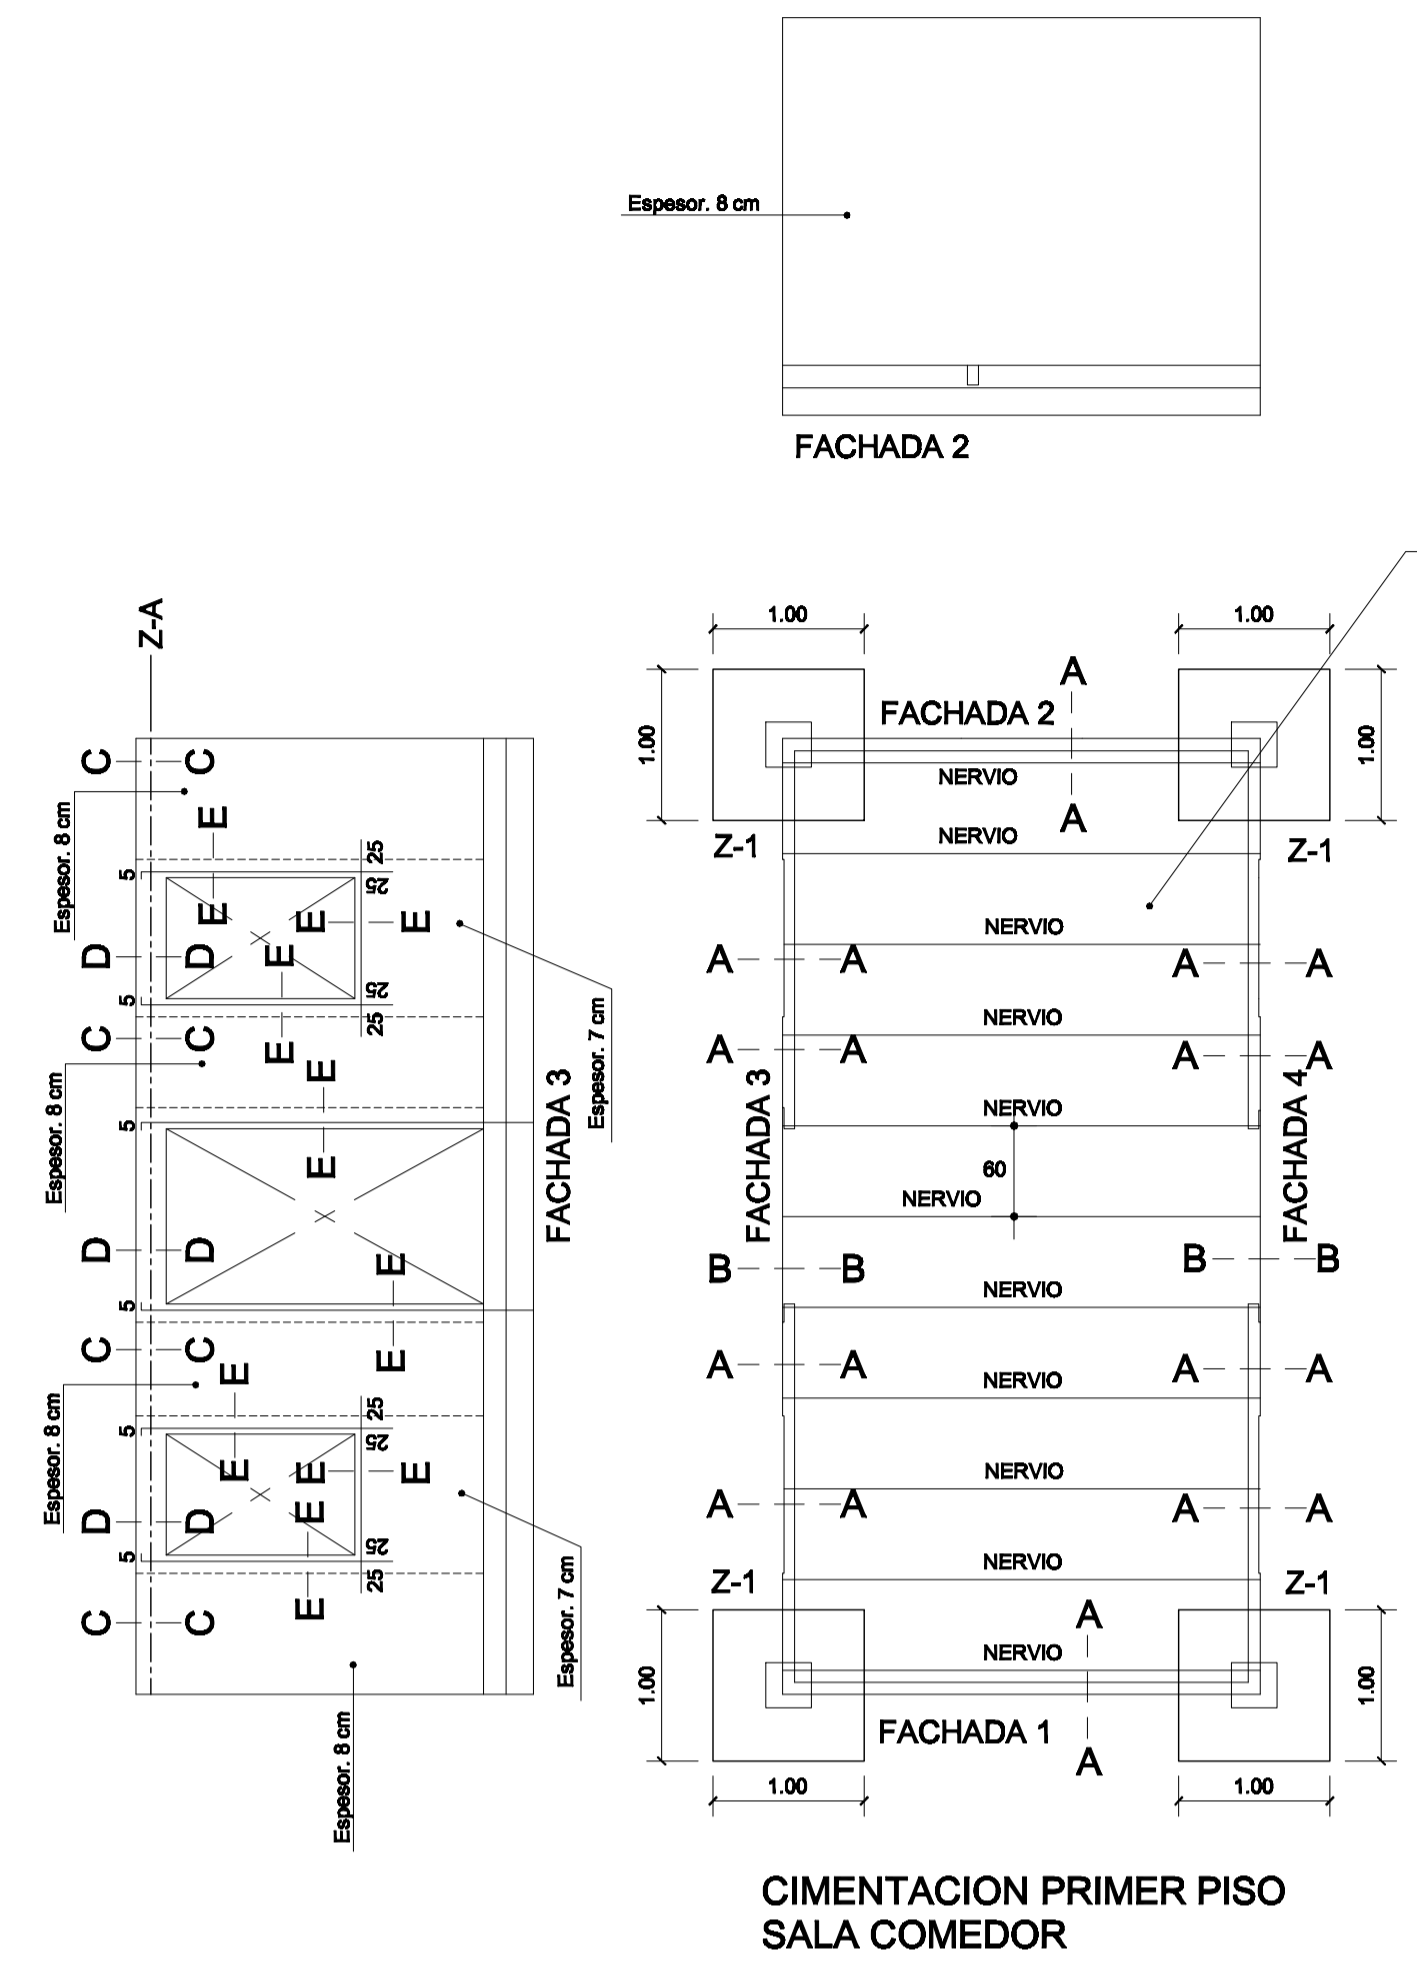 Espesor. 8 cm
FACHADA 2
Z-A
C C
Espesor. 8 cm
E
E
5
25
25
E E
D D
E
E
5
25
25
C C
Espesor. 8 cm
E
E
5
D D
E
E
5
C C
Espesor. 8 cm
E
E
5
25
25
E E
D D
E
E
5
25
25
C C
Espesor. 8 cm
Espesor. 7 cm
Espesor. 7 cm
FACHADA 3
1.00
1.00
1.00
1.00
A
A
FACHADA 2
NERVIO
NERVIO
Z-1
Z-1
NERVIO
A A
A A
NERVIO
A A
A A
NERVIO
FACHADA 3
FACHADA 4
60
NERVIO
B B
B B
NERVIO
A A
A A
NERVIO
NERVIO
A A
A A
NERVIO
Z-1
Z-1
NERVIO
A
A
FACHADA 1
1.00
1.00
1.00
1.00
CIMENTACION PRIMER PISO
SALA COMEDOR